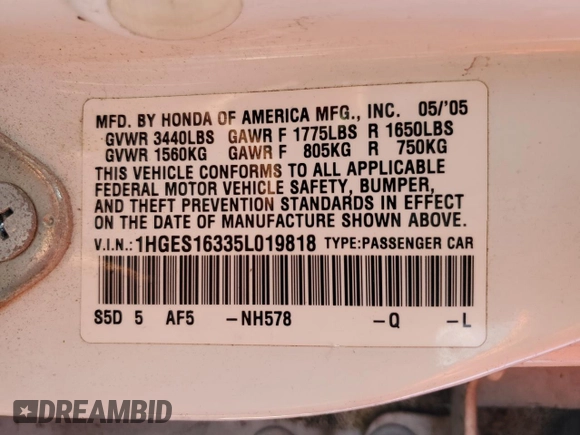 MFD. BY HONDA OF AMERICA MFG., INC. 05/'05
GVWR 3440LBS GAWR F 1775LBS R 1650LBS
GVWR 1560KG GAWR F 805KG R 750KG
THIS VEHICLE CONFORMS TO ALL APPLICABLE
FEDERAL MOTOR VEHICLE SAFETY, BUMPER,
AND THEFT PREVENTION STANDARDS IN EFFECT
ON THE DATE OF MANUFACTURE SHOWN ABOVE.
V.I.N.: 1HGES16335L019818 TYPE: PASSENGER CAR
S5D 5 AF5 -NH578 -Q -L
DREAMBID